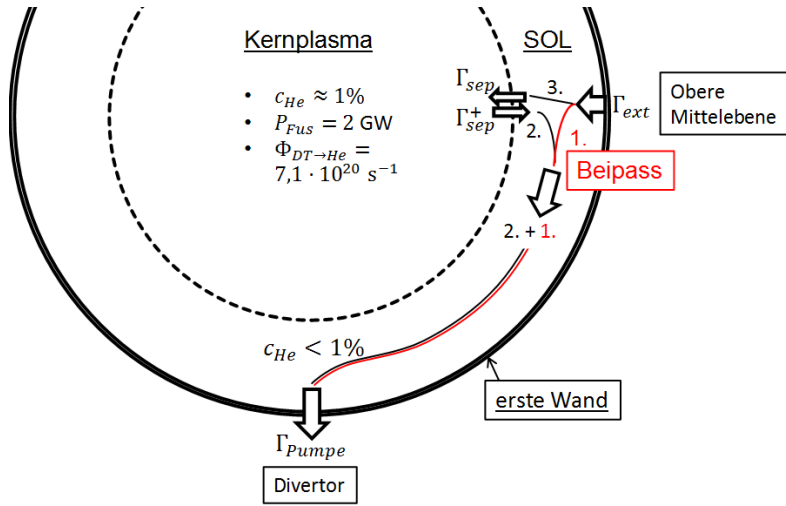 Kernplasma
• c_He ≈ 1%
• P_Fus = 2 GW
• Φ_DT→He =
7,1 · 10^20 s^−1
SOL
Γ_sep
Γ_sep^+
3.
2.
1.
Γ_ext
Obere
Mittelebene
Beipass
2. + 1.
c_He < 1%
erste Wand
Γ_Pumpe
Divertor